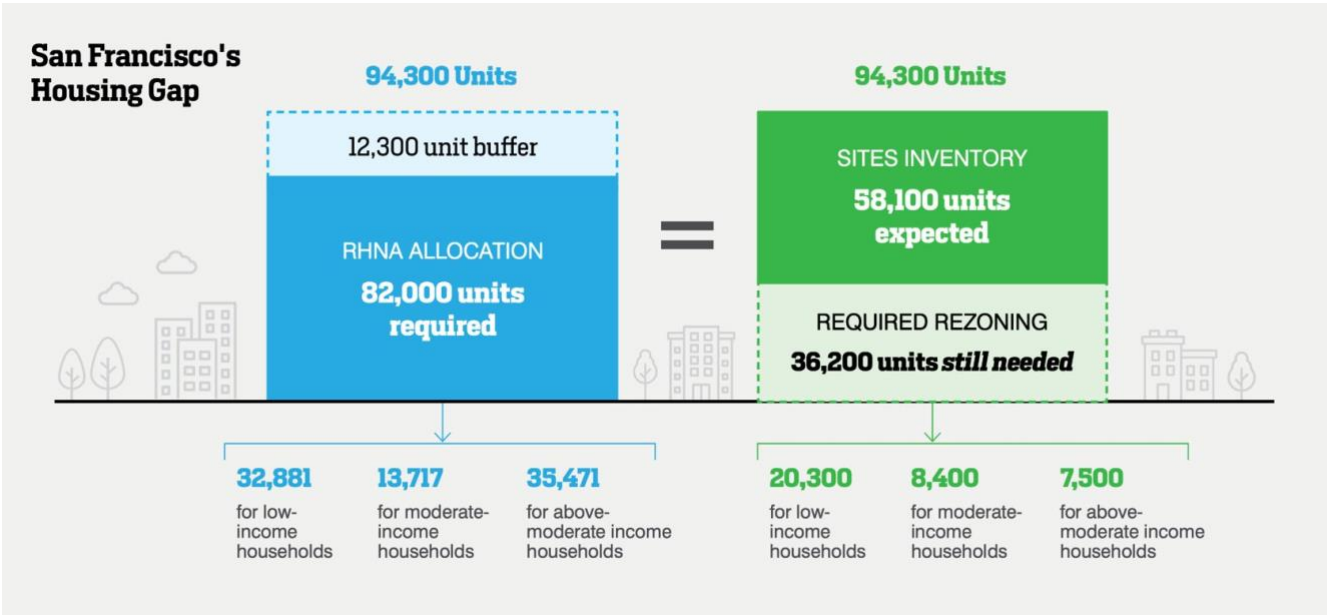 San Francisco's
Housing Gap
94,300 Units
12,300 unit buffer
RHNA ALLOCATION
82,000 units
required
=
94,300 Units
SITES INVENTORY
58,100 units
expected
REQUIRED REZONING
36,200 units still needed
32,881
for low-
income
households
13,717
for moderate-
income
households
35,471
for above-
moderate income
households
20,300
for low-
income
households
8,400
for moderate-
income
households
7,500
for above-
moderate income
households